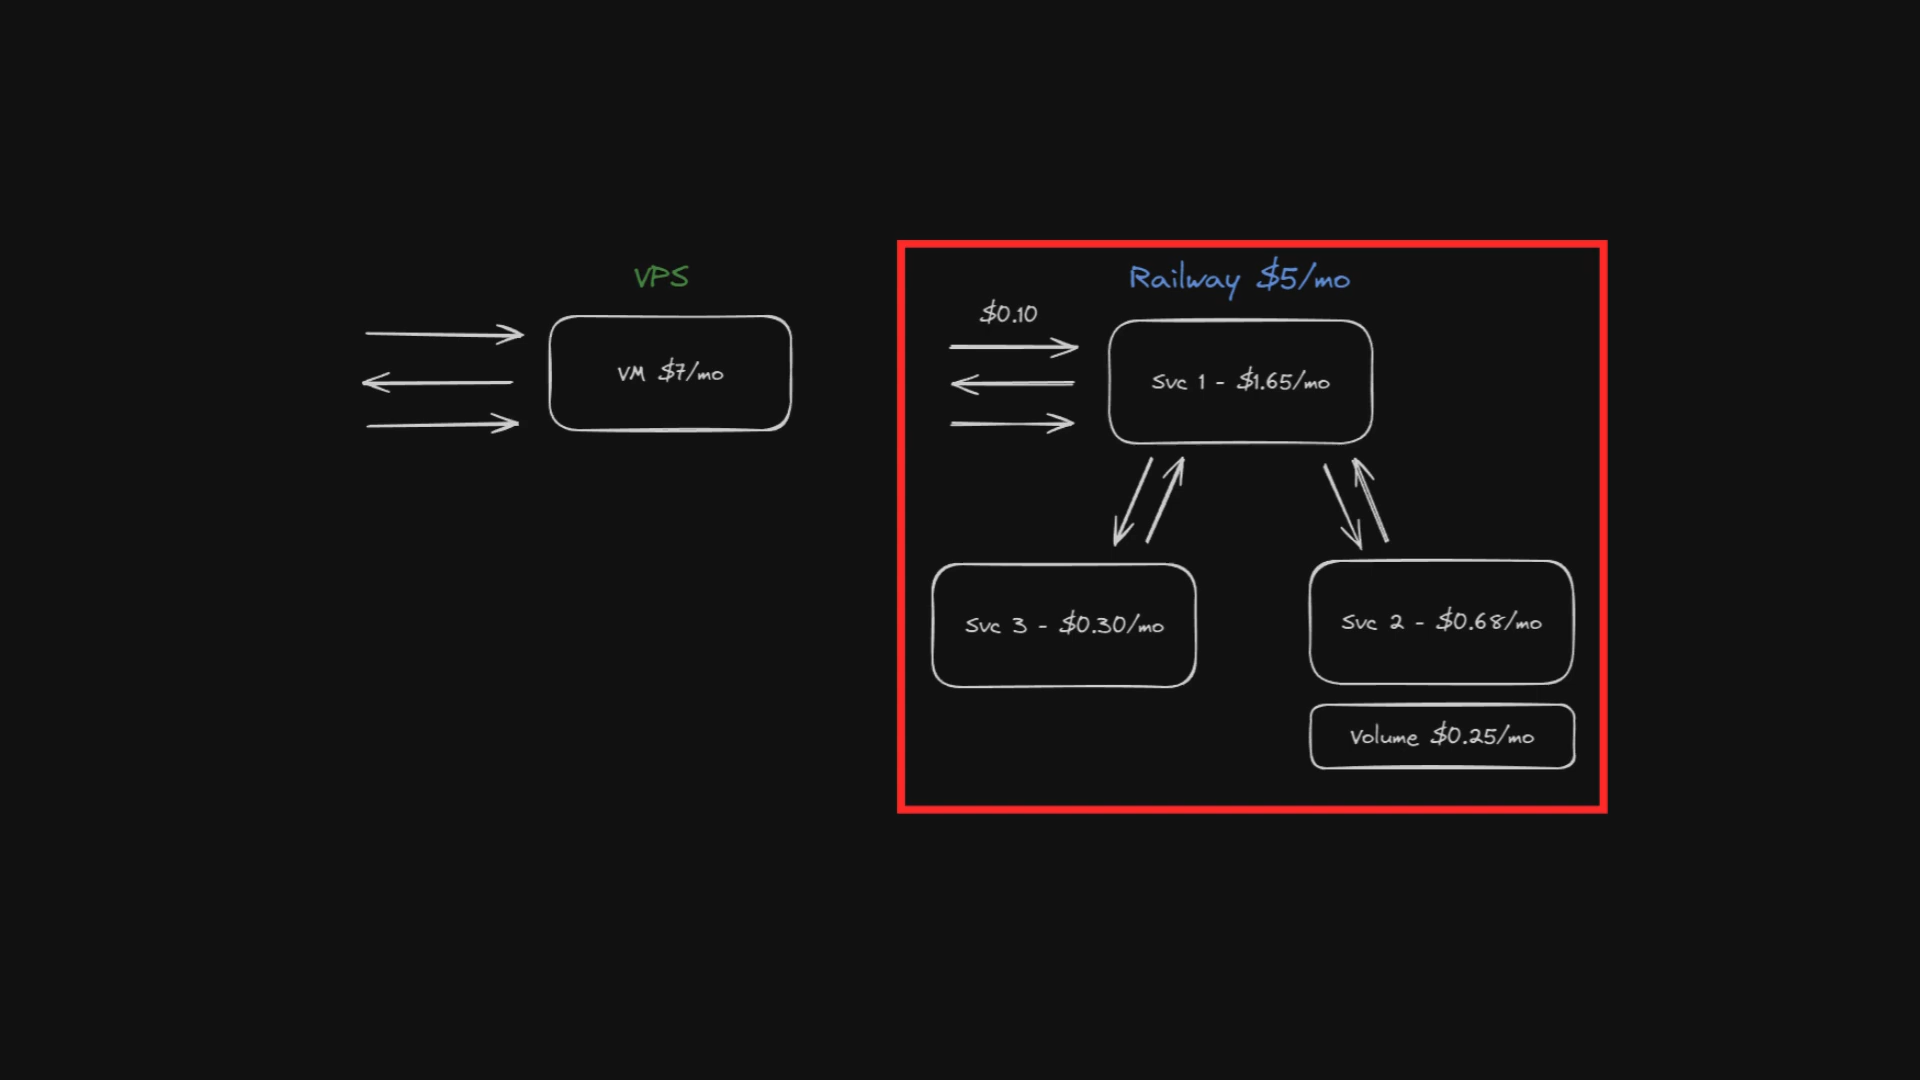 VPS
VM $7/mo
Railway $5/mo
$0.10
Svc 1 - $1.65/mo
Svc 3 - $0.30/mo
Svc 2 - $0.68/mo
Volume $0.25/mo